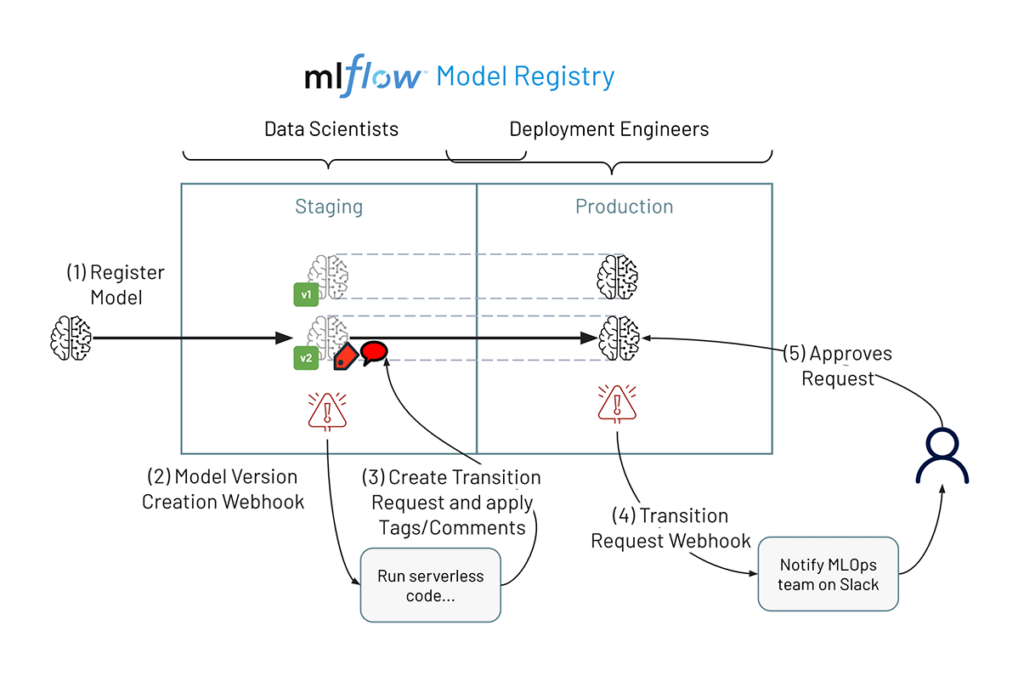 mlflow™ Model Registry
Data Scientists
Deployment Engineers
Staging
Production
(1) Register
Model
v1
v2
(5) Approves
Request
(2) Model Version
Creation Webhook
(3) Create Transition
Request and apply
Tags/Comments
(4) Transition
Request Webhook
Run serverless
code...
Notify MLOps
team on Slack